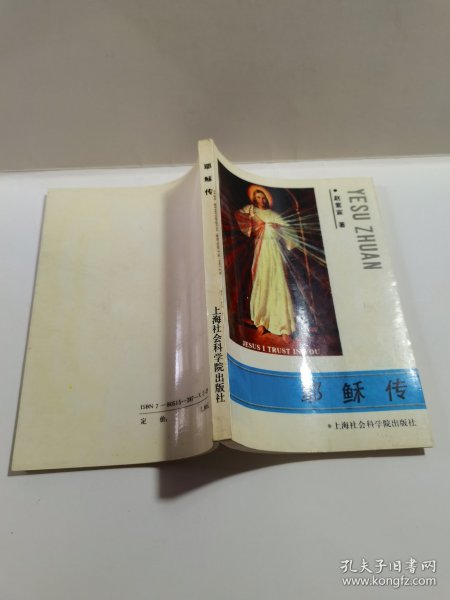 YESU ZHUAN
赵紫宸 著
JESUS I TRUST IN YOU
耶稣传
上海社会科学院出版社
耶稣传
上海社会科学院出版社
定价
孔夫子旧书网
www.kongfz.com